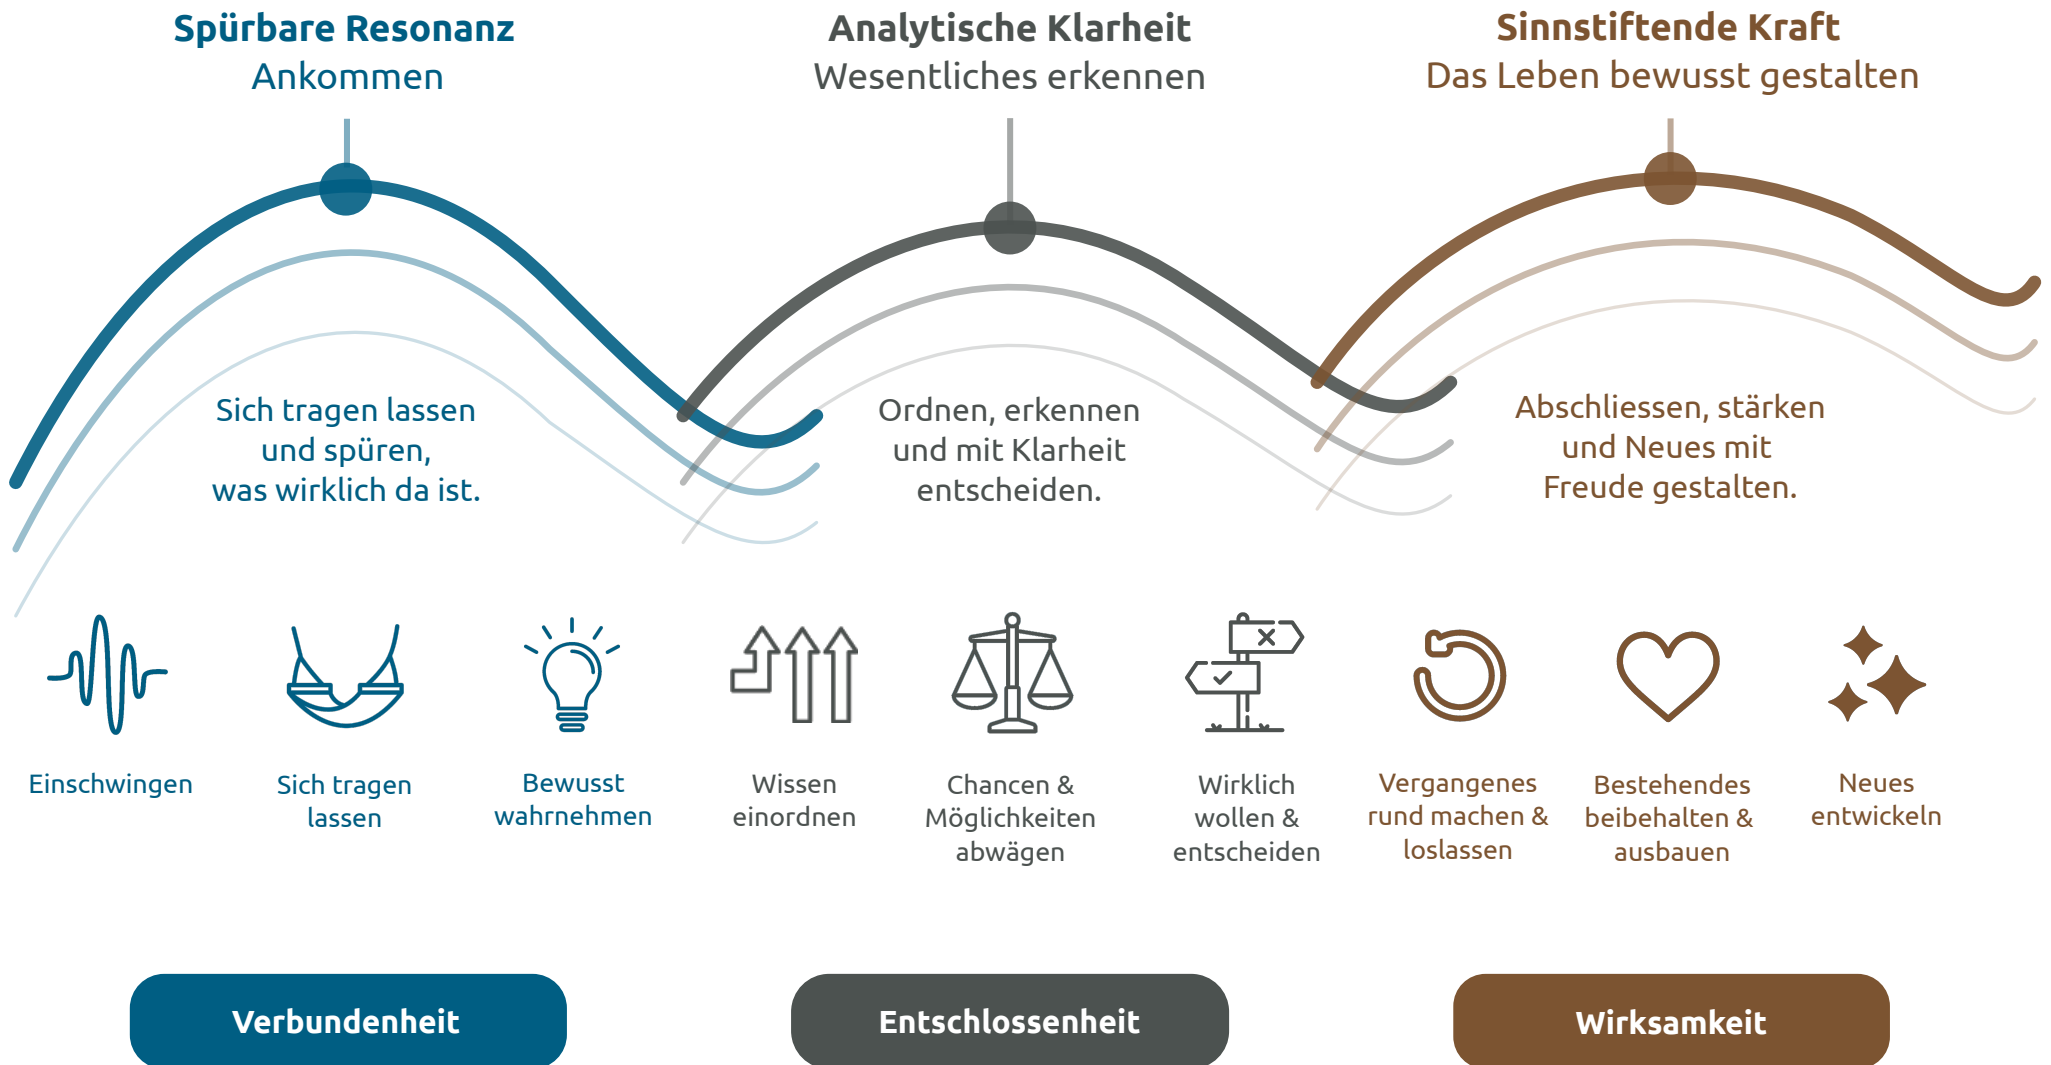 Spürbare Resonanz
Ankommen
Analytische Klarheit
Wesentliches erkennen
Sinnstiftende Kraft
Das Leben bewusst gestalten
Sich tragen lassen
und spüren,
was wirklich da ist.
Ordnen, erkennen
und mit Klarheit
entscheiden.
Abschliessen, stärken
und Neues mit
Freude gestalten.
Einschwingen
Sich tragen
lassen
Bewusst
wahrnehmen
Wissen
einordnen
Chancen &
Möglichkeiten
abwägen
Wirklich
wollen &
entscheiden
Vergangenes
rund machen &
loslassen
Bestehendes
beibehalten &
ausbauen
Neues
entwickeln
Verbundenheit
Entschlossenheit
Wirksamkeit